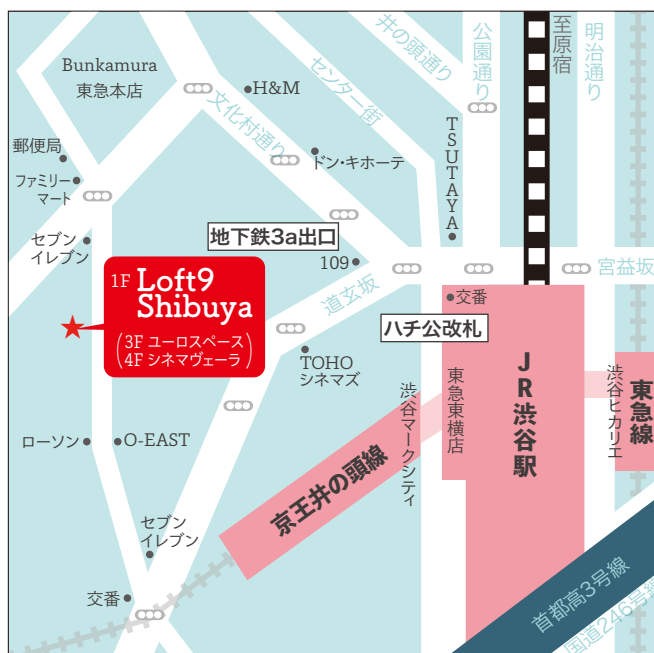 Bunkamura
東急本店
H&M
文化村通り
センター街
井の頭通り
公園通り
至原宿
明治通り
郵便局
ファミリー
マート
ドン・キホーテ
TSUTAYA
セブン
イレブン
地下鉄3a出口
109
道玄坂
宮益坂
1F Loft9
Shibuya
(3F ユーロスペース
4F シネマヴェーラ)
交番
ハチ公改札
TOHO
シネマズ
JR渋谷駅
東急東横店
渋谷マークシティ
渋谷ヒカリエ
東急線
ローソン
O-EAST
京王井の頭線
セブン
イレブン
交番
首都高3号線
国道246号線